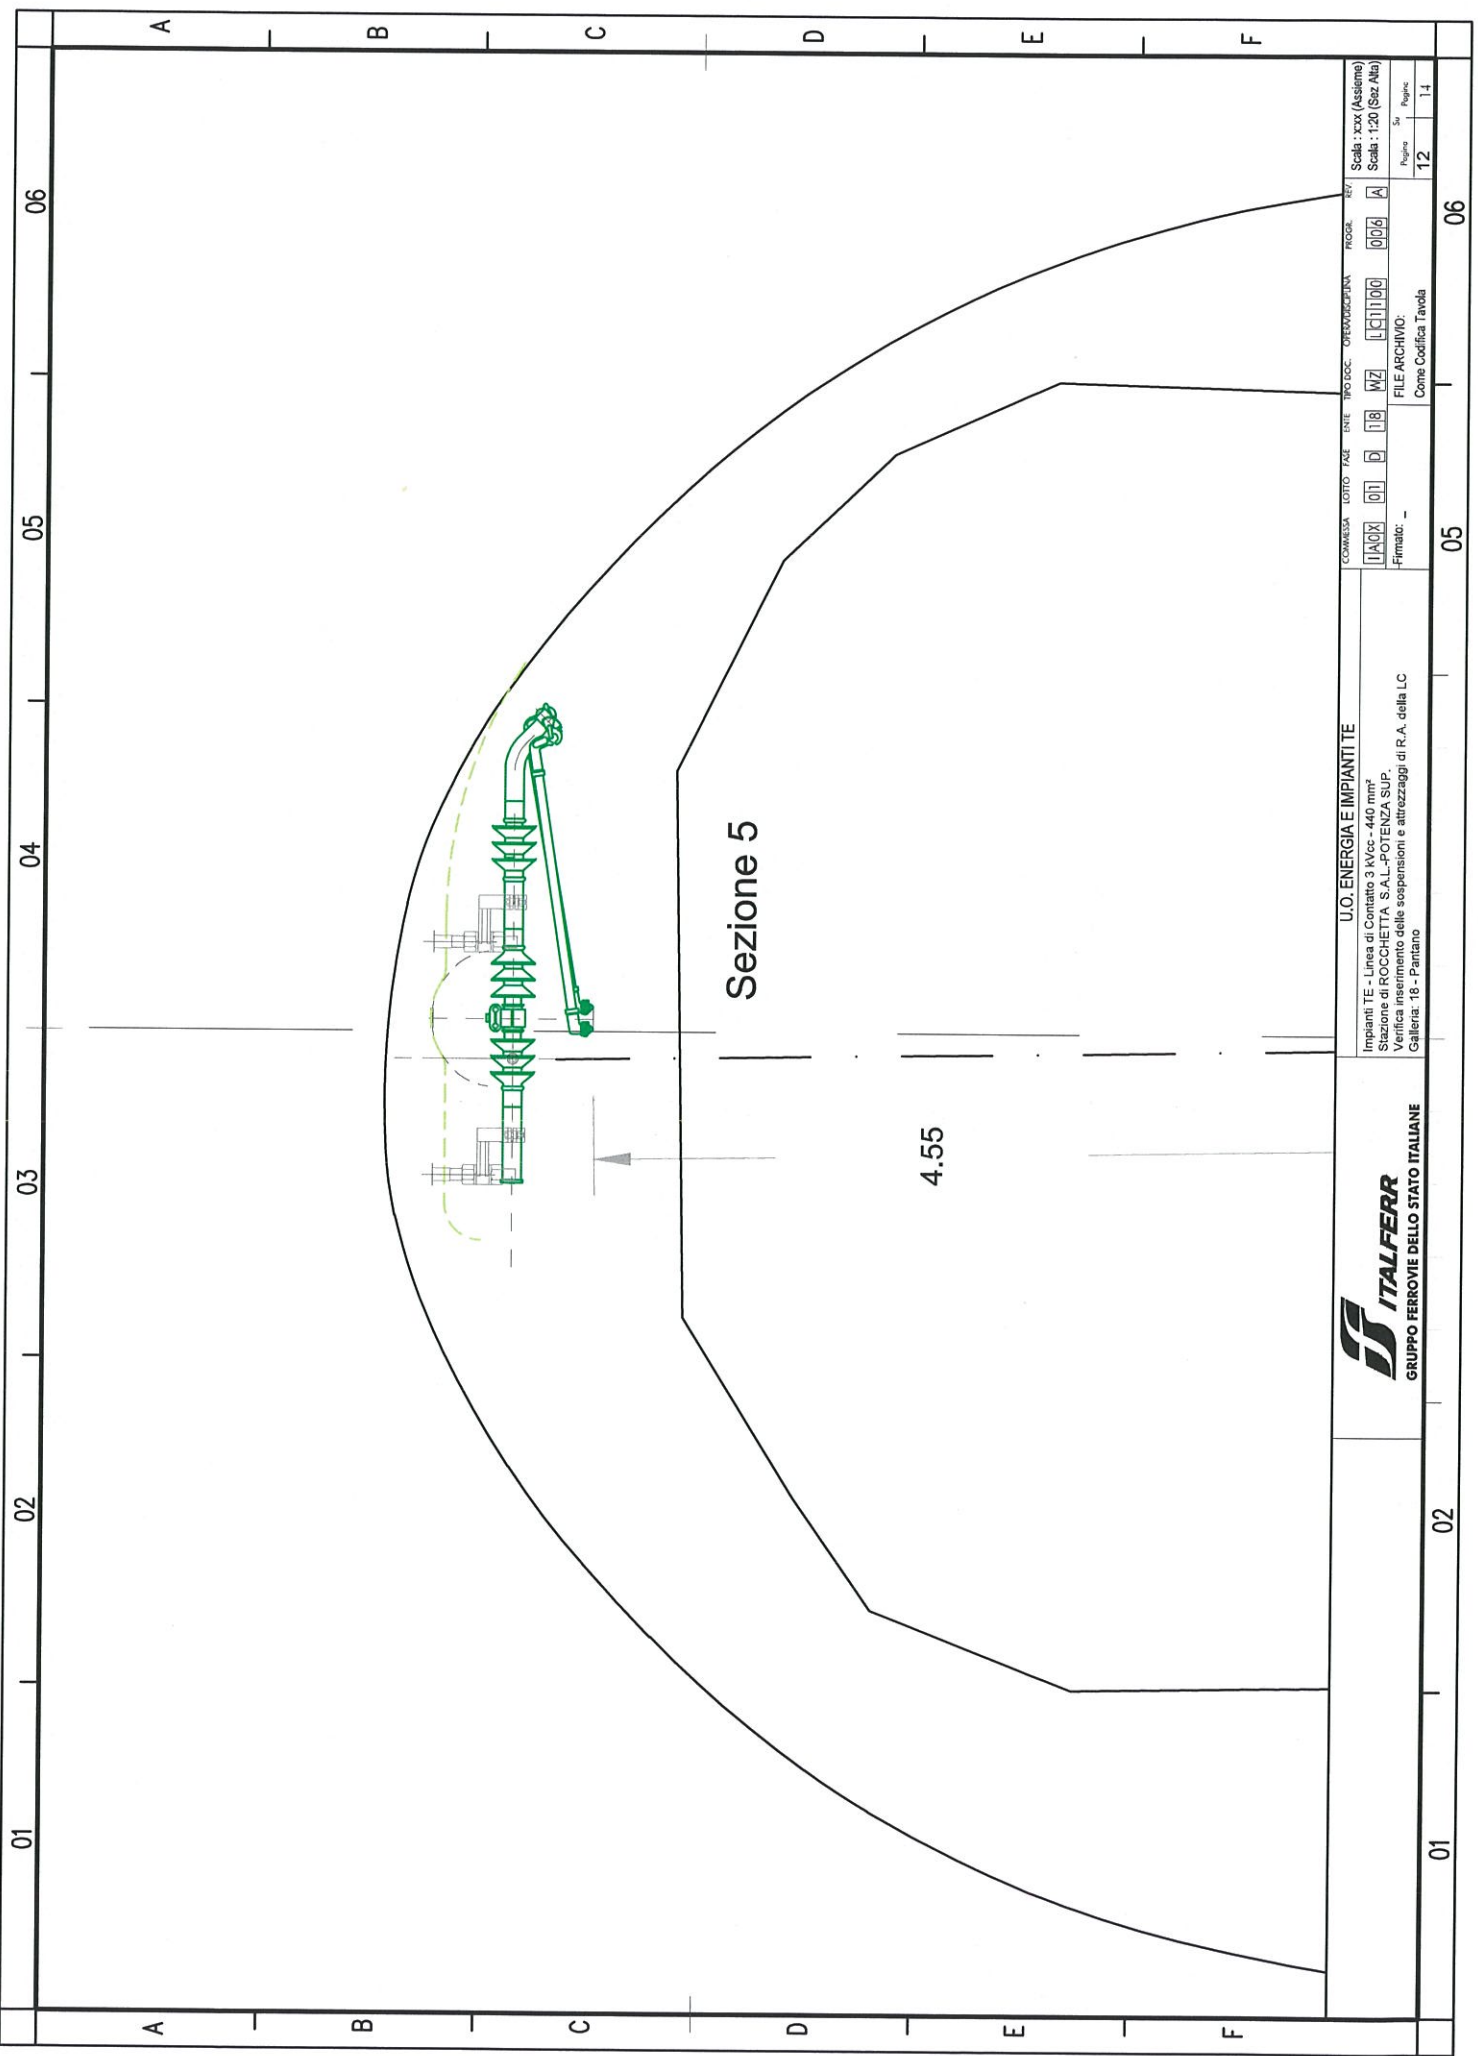 01
02
03
04
05
06
A
B
C
D
E
F
A
B
C
D
E
F
Sezione 5
4.55
ITALFERR
GRUPPO FERROVIE DELLO STATO ITALIANE
U.O. ENERGIA E IMPIANTI TE
Impianti TE - Linea di Contatto 3 kVcc - 440 mm²
Stazione di ROCCHETTA S.A.L.-POTENZA SUP.
Verifica inserimento delle sospensioni e attrezzaggi di R.A. della LC
Galleria: 18 - Pantano
COMMESSA LOTTO FASE ENTE TIPO DOC. OPERA/DISCIPLINA PROGR. REV.
IA0X 01 D 18 WZ LC1100 006 A
Firmato: –
FILE ARCHIVIO:
Come Codifica Tavola
Scala : xxx (Assieme)
Scala : 1:20 (Sez Alta)
Pagina Su Pagine
12 14
01
02
05
06